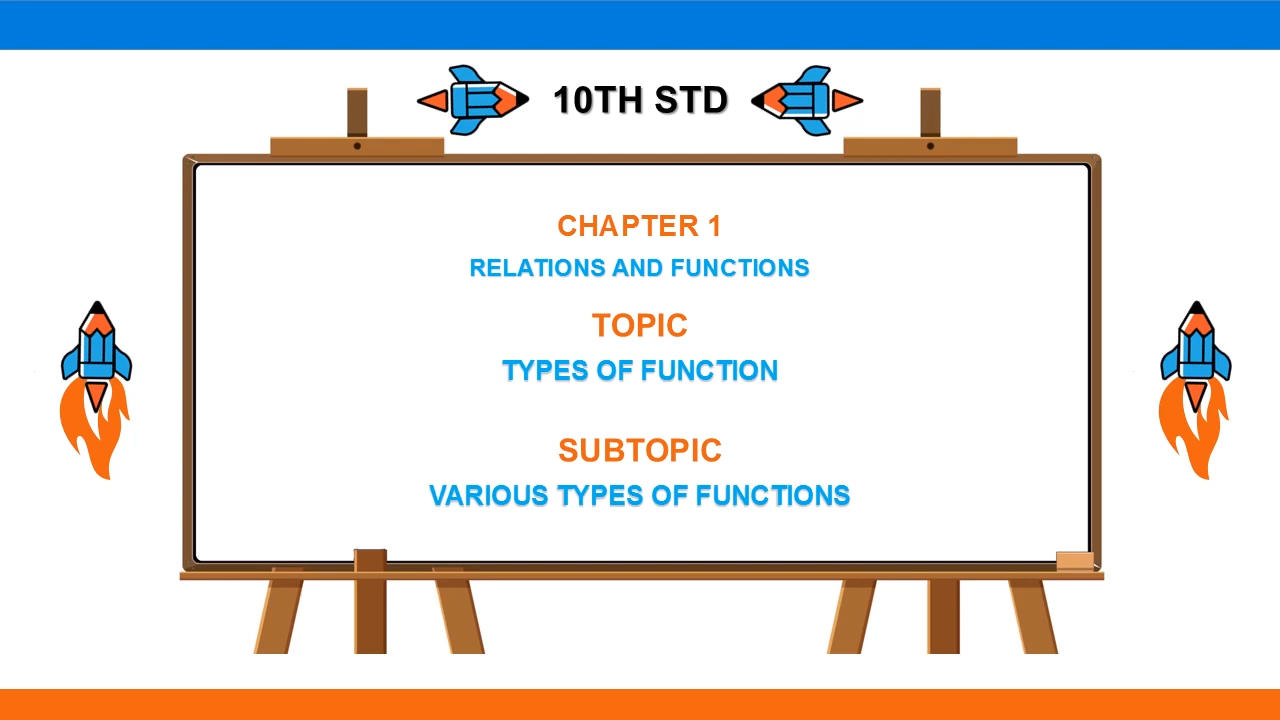 10TH STD
CHAPTER 1
RELATIONS AND FUNCTIONS
TOPIC
TYPES OF FUNCTION
SUBTOPIC
VARIOUS TYPES OF FUNCTIONS